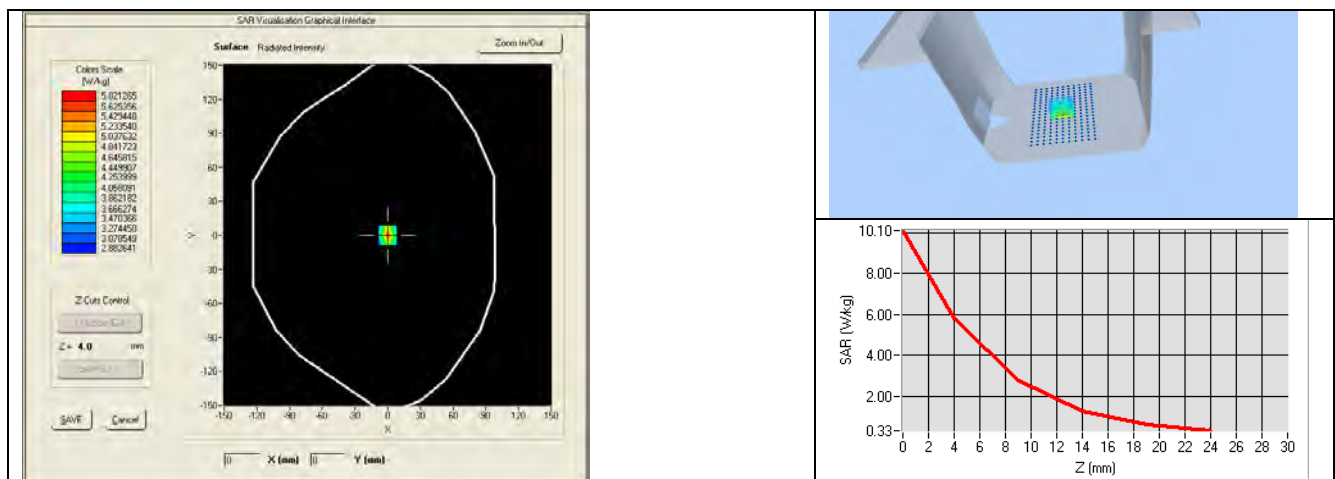 SAR Visualisation Graphical Interface
Surface Radiated Intensity
Zoom In/Out
Colors Scale
(W/kg)
5.821265
5.625356
5.429448
5.233540
5.037632
4.841723
4.645815
4.449907
4.253999
4.058091
3.862182
3.666274
3.470366
3.274458
3.078549
2.882641
Z Cuts Control
Z = 4.0 mm
SAVE
Cancel
150
120
90
60
30
0
30
-60
-90
-120
-150
Y
-150 -120 -90 -60 -30 0 30 60 90 120 150
X
0 X (mm) 0 Y (mm)
10.10
8.00
6.00
4.00
2.00
0.33
SAR (W/kg)
0 2 4 6 8 10 12 14 16 18 20 22 24 26 28 30
Z (mm)